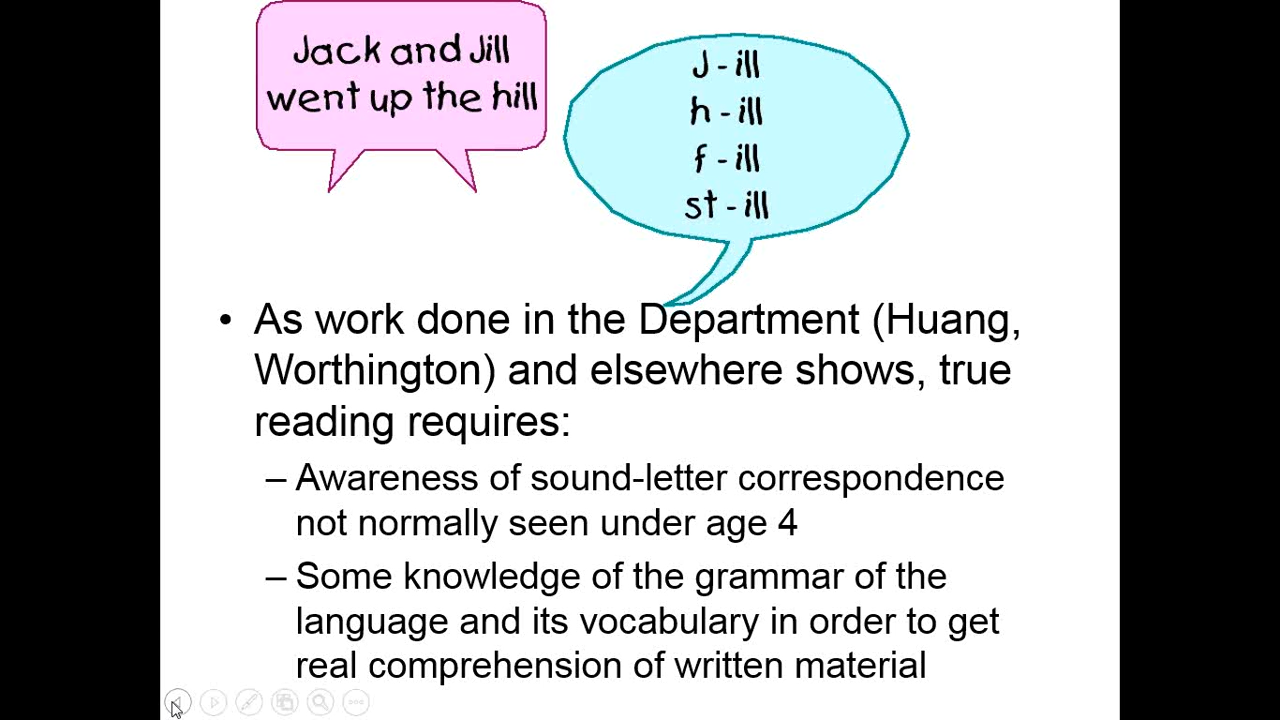 Jack and Jill
went up the hill
J - ill
h - ill
f - ill
st - ill
• As work done in the Department (Huang,
Worthington) and elsewhere shows, true
reading requires:
– Awareness of sound-letter correspondence
not normally seen under age 4
– Some knowledge of the grammar of the
language and its vocabulary in order to get
real comprehension of written material